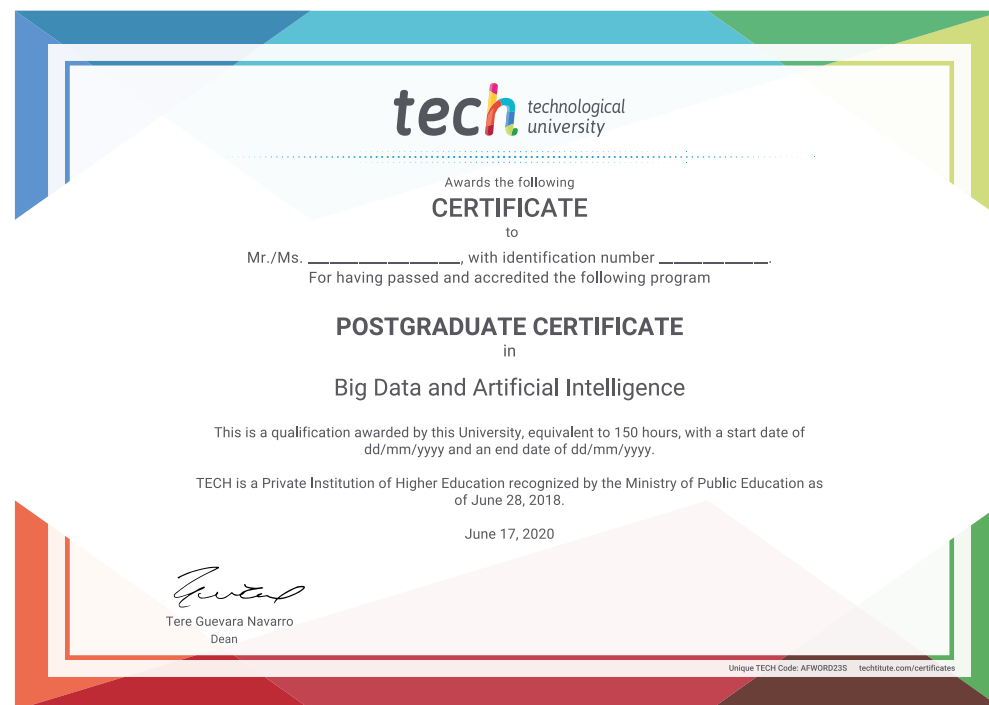 tech technological
university
Awards the following
CERTIFICATE
to
Mr./Ms. ____________________, with identification number ______________.
For having passed and accredited the following program
POSTGRADUATE CERTIFICATE
in
Big Data and Artificial Intelligence
This is a qualification awarded by this University, equivalent to 150 hours, with a start date of
dd/mm/yyyy and an end date of dd/mm/yyyy.
TECH is a Private Institution of Higher Education recognized by the Ministry of Public Education as
of June 28, 2018.
June 17, 2020
Tere Guevara Navarro
Dean
Unique TECH Code: AFWORD23S techtitute.com/certificates